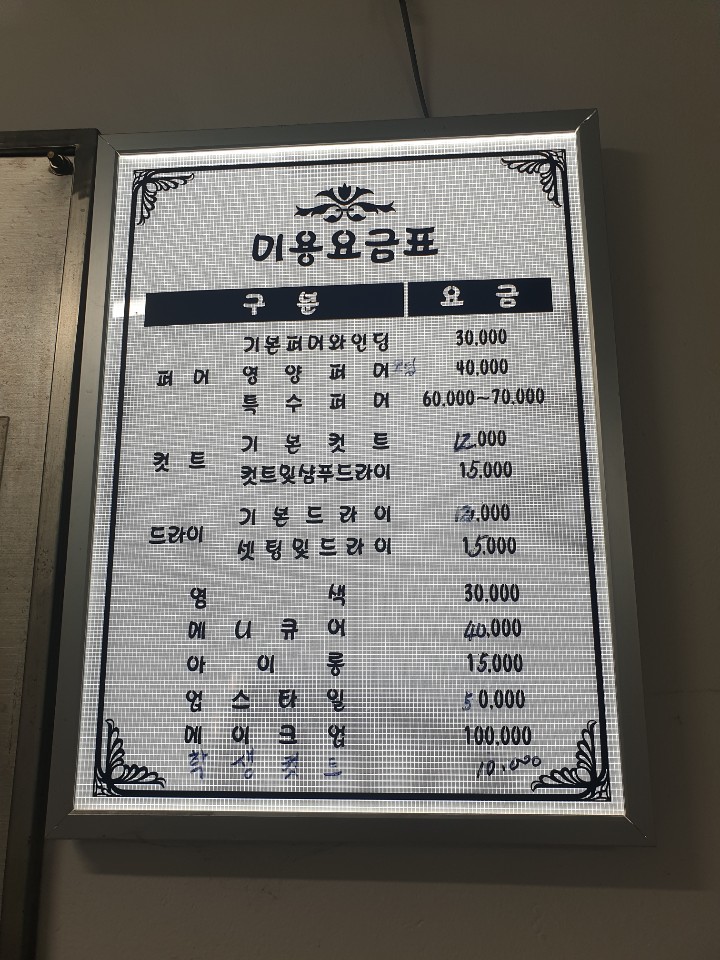 미용요금표
구 분 요 금
기본퍼머와인딩 30.000
퍼 머 영 양 퍼 머 40.000
특 수 퍼 머 60.000~70.000
기 본 컷 트 12.000
컷 트 컷트및샴푸드라이 15.000
기 본 드 라 이 .000
드라이 셋 팅 및 드 라 이 15.000
염 색 30.000
메 니 큐 어 40.000
아 이 롱 15.000
업 스 타 일 50.000
메 이 크 업 100.000
학 생 컷 트 10.000